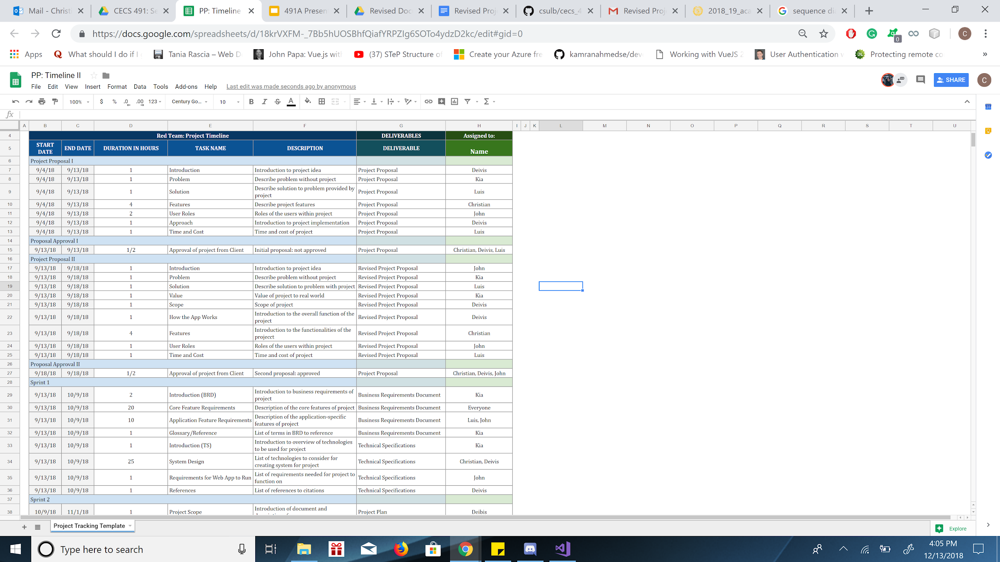 Mail - Christi
CECS 491: Se
PP: Timeline
491A Presen
Revised Doc
Revised Proj
csulb/cecs_4
Revised Proj
2018_19_aca
sequence di
https://docs.google.com/spreadsheets/d/18krVXFM-_7Bb5hUOSBhfQiafYRPZIg6SOTo4ydzD2kc/edit#gid=0
0
C
Apps
What should I do if I
Tania Rascia – Web D
John Papa: Vue.js with
(37) STeP Structure of
Create your Azure fre
kamranahmedse/deve
Working with VueJS 2
User Authentication w
Protecting remote co
»
PP: Timeline II
File Edit View Insert Format Data Tools Add-ons Help
Last edit was made seconds ago by anonymous
SHARE
C
100% $ % .0 .00 123 Century Go... 10 B I S A Σ
31
fx
A B C D E F G H I J K L M N O P Q R S T U
4 Red Team: Project Timeline DELIVERABLES Assigned to:
5 START DATE END DATE DURATION IN HOURS TASK NAME DESCRIPTION DELIVERABLE Name
6 Project Proposal I
7 9/4/18 9/13/18 1 Introduction Introduction to project idea Project Proposal Deivis
8 9/4/18 9/13/18 1 Problem Describe problem without project Project Proposal Kia
9 9/4/18 9/13/18 1 Solution Describe solution to problem provided by project Project Proposal Luis
10 9/4/18 9/13/18 4 Features Describe project features Project Proposal Christian
11 9/4/18 9/13/18 2 User Roles Roles of the users within project Project Proposal John
12 9/4/18 9/13/18 1 Approach Introduction to project implementation Project Proposal Deivis
13 9/4/18 9/13/18 1 Time and Cost Time and cost of project Project Proposal Luis
14 Proposal Approval I
15 9/13/18 9/13/18 1/2 Approval of project from Client Initial proposal: not approved Project Proposal Christian, Deivis, Luis
16 Project Proposal II
17 9/13/18 9/18/18 1 Introduction Introduction to project idea Revised Project Proposal John
18 9/13/18 9/18/18 1 Problem Describe problem without project Revised Project Proposal Kia
19 9/13/18 9/18/18 1 Solution Describe solution to problem with project Revised Project Proposal Luis
20 9/13/18 9/18/18 1 Value Value of project to real world Revised Project Proposal Kia
21 9/13/18 9/18/18 1 Scope Scope of project Revised Project Proposal Deivis
22 9/13/18 9/18/18 1 How the App Works Introduction to the overall function of the project Revised Project Proposal Deivis
23 9/13/18 9/18/18 4 Features Introduction to the functionalities of the projecct Revised Project Proposal Christian
24 9/13/18 9/18/18 1 User Roles Roles of the users within project Revised Project Proposal John
25 9/13/18 9/18/18 1 Time and Cost Time and cost of project Revised Project Proposal Luis
26 Proposal Approval II
27 9/18/18 9/18/18 1/2 Approval of project from Client Second proposal: approved Project Proposal Christian, Deivis, John
28 Sprint 1
29 9/13/18 10/9/18 2 Introduction (BRD) Introduction to business requirements of project Business Requirements Document Kia
30 9/13/18 10/9/18 20 Core Feature Requirements Description of the core features of project Business Requirements Document Everyone
31 9/13/18 10/9/18 10 Application Feature Requirements Description of the application-specific features of project Business Requirements Document Luis, John
32 9/13/18 10/9/18 1 Glossary/Reference List of terms in BRD to reference Business Requirements Document Kia
33 9/13/18 10/9/18 1 Introduction (TS) Introduction to overview of technologies to be used for project Technical Specifications Kia
34 9/13/18 10/9/18 25 System Design List of technologies to consider for creating system for project Technical Specifications Christian, Deivis
35 9/13/18 10/9/18 1 Requirements for Web App to Run List of requirements needed for project to function on Technical Specifications John
36 9/13/18 10/9/18 1 References List of references to citations Technical Specifications Deivis
37 Sprint 2
38 10/9/18 11/1/18 1 Project Scope Introduction of document and Project Plan Deibis
Project Tracking Template
Explore
Type here to search
4:05 PM
12/13/2018